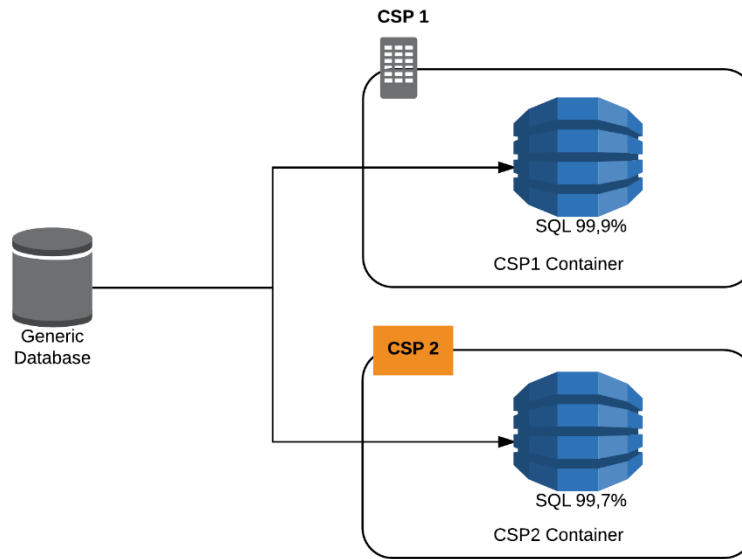 CSP 1
SQL 99,9%
CSP1 Container
Generic
Database
CSP 2
SQL 99,7%
CSP2 Container